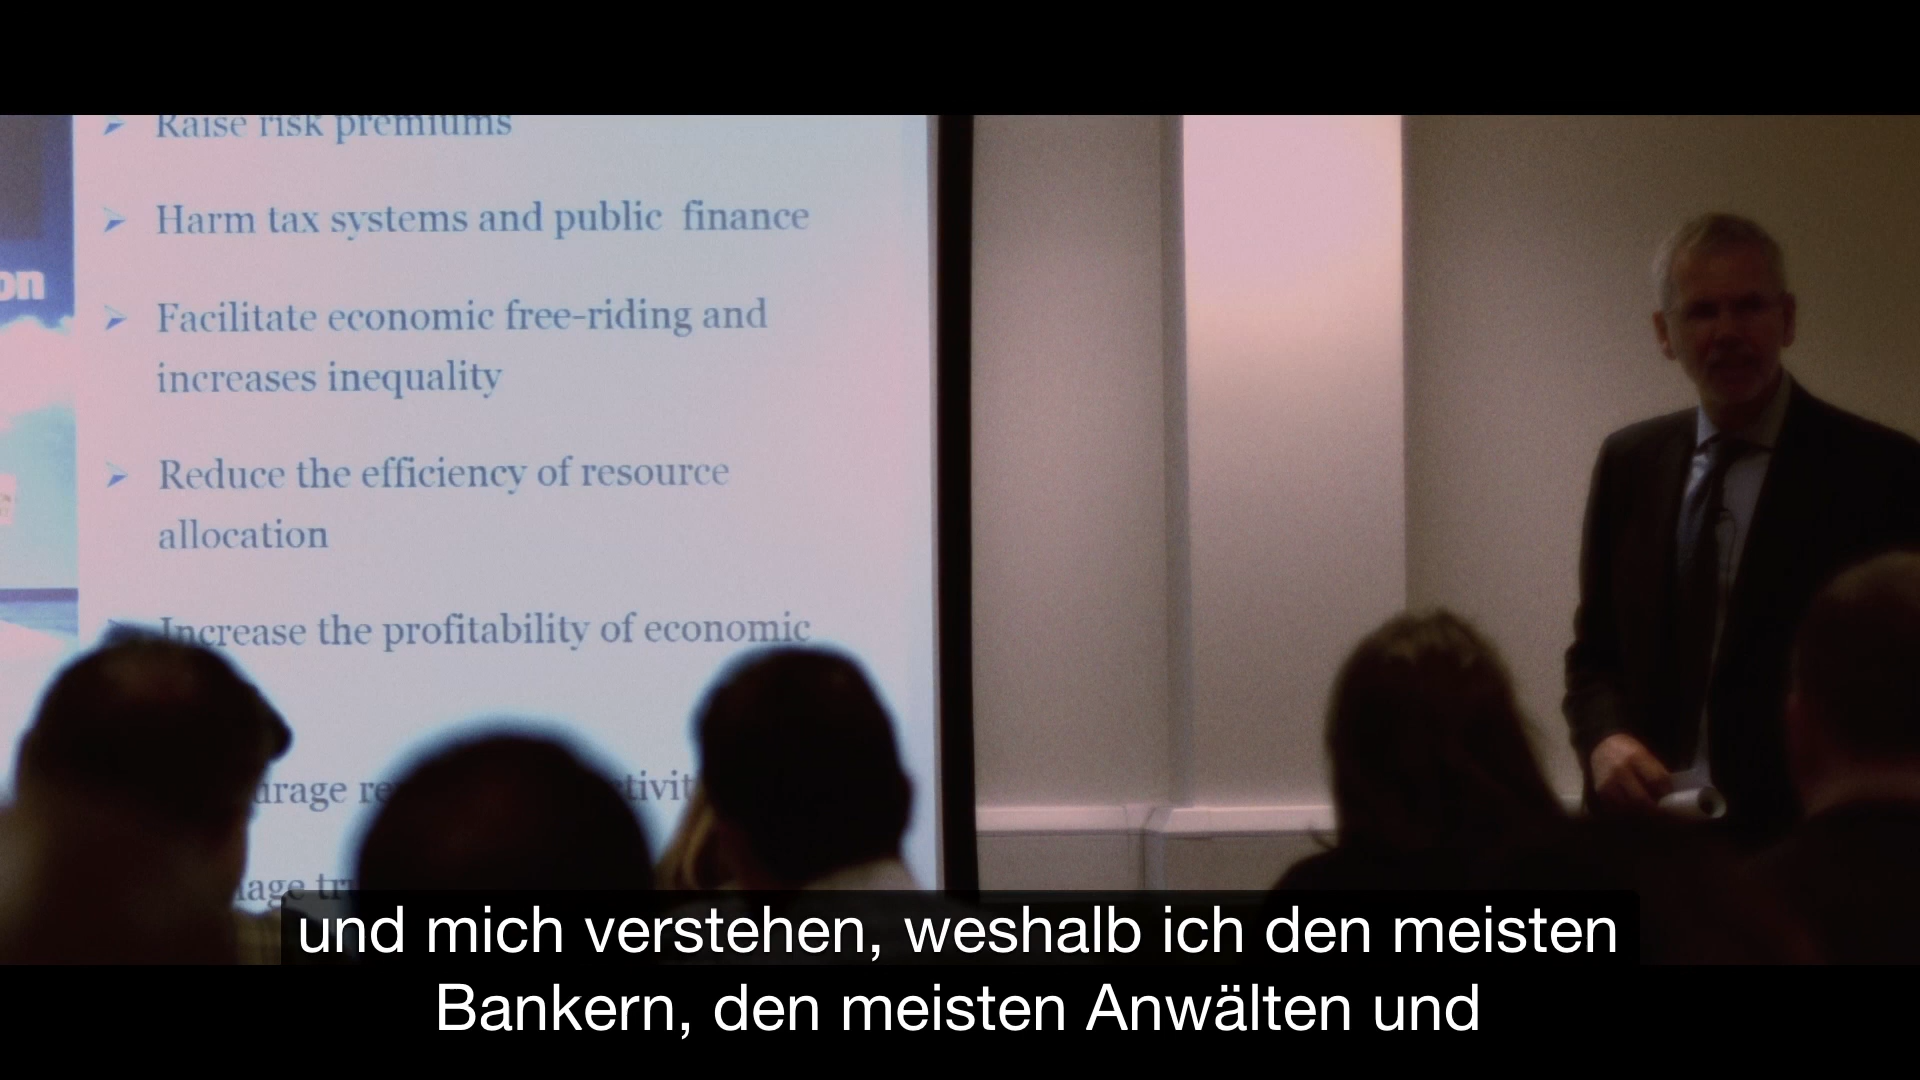 on
Raise risk premiums
Harm tax systems and public finance
Facilitate economic free-riding and
increases inequality
Reduce the efficiency of resource
allocation
Increase the profitability of economic
und mich verstehen, weshalb ich den meisten
Bankern, den meisten Anwälten und